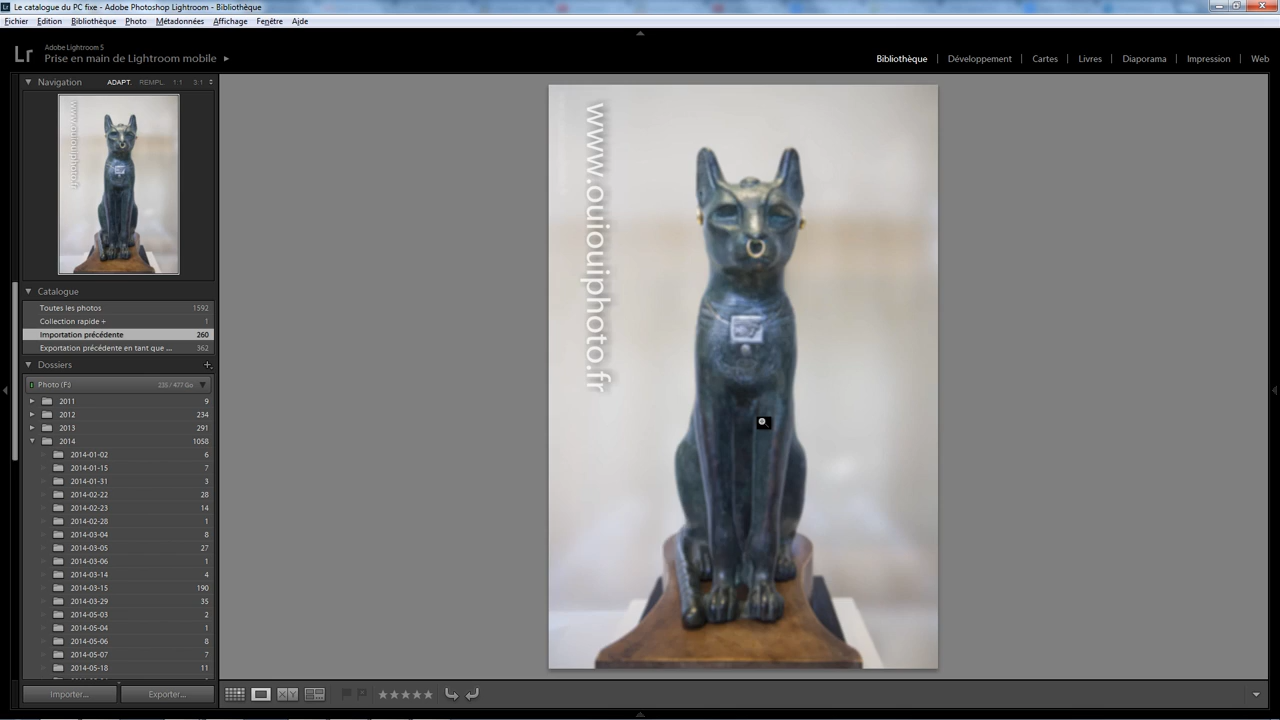 Le catalogue du PC fixe - Adobe Photoshop Lightroom - Bibliothèque
Fichier Edition Bibliothèque Photo Métadonnées Affichage Fenêtre Aide
Lr
Adobe Lightroom 5
Prise en main de Lightroom mobile
Bibliothèque | Développement | Cartes | Livres | Diaporama | Impression | Web
Navigation ADAPT. REMPL. 1:1 3:1
www.ouiouiphoto.fr
www.ouiouiphoto.fr
Catalogue
Toutes les photos 1592
Collection rapide + 1
Importation précédente 260
Exportation précédente en tant que ... 362
Dossiers +
Photo (F:) 235 / 477 Go
2011 9
2012 234
2013 291
2014 1058
2014-01-02 6
2014-01-15 7
2014-01-31 3
2014-02-22 28
2014-02-23 14
2014-02-28 1
2014-03-04 8
2014-03-05 27
2014-03-06 1
2014-03-14 4
2014-03-15 190
2014-03-29 35
2014-05-03 2
2014-05-04 1
2014-05-06 8
2014-05-07 7
2014-05-18 11
Importer... Exporter...
XY